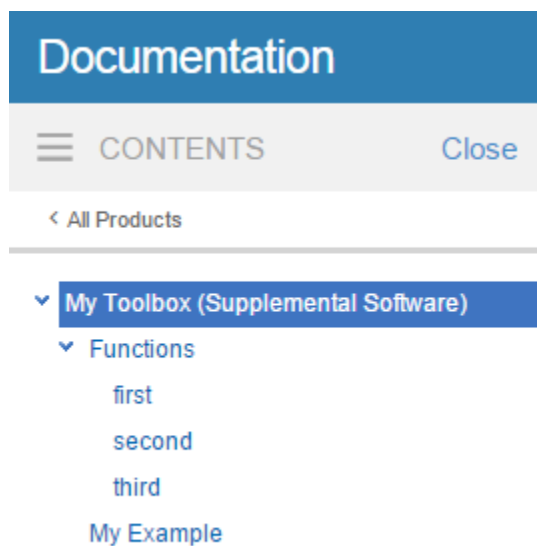 Documentation
CONTENTS Close
< All Products
My Toolbox (Supplemental Software)
Functions
first
second
third
My Example